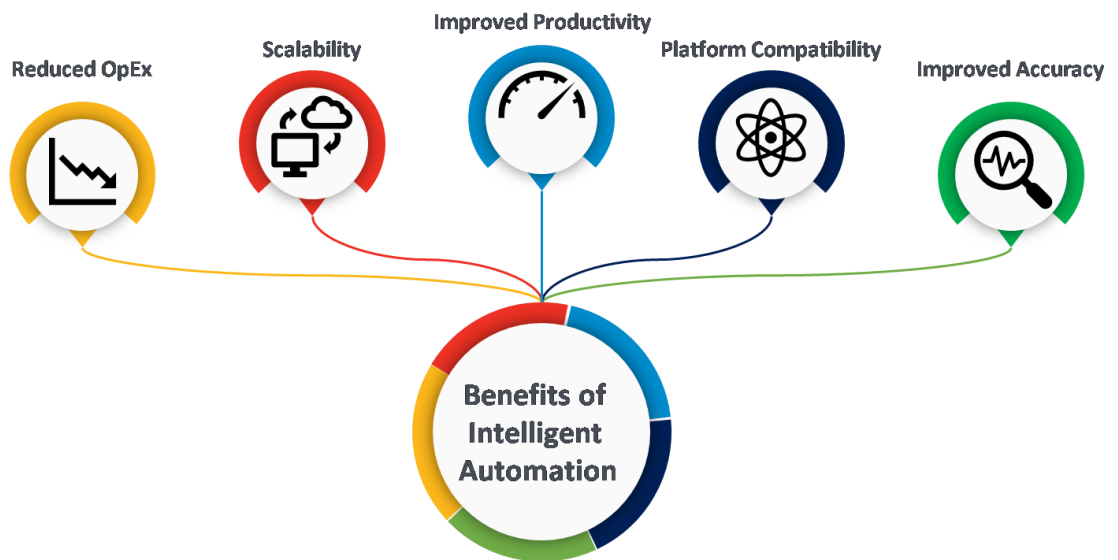 Reduced OpEx
Scalability
Improved Productivity
Platform Compatibility
Improved Accuracy
Benefits of
Intelligent
Automation